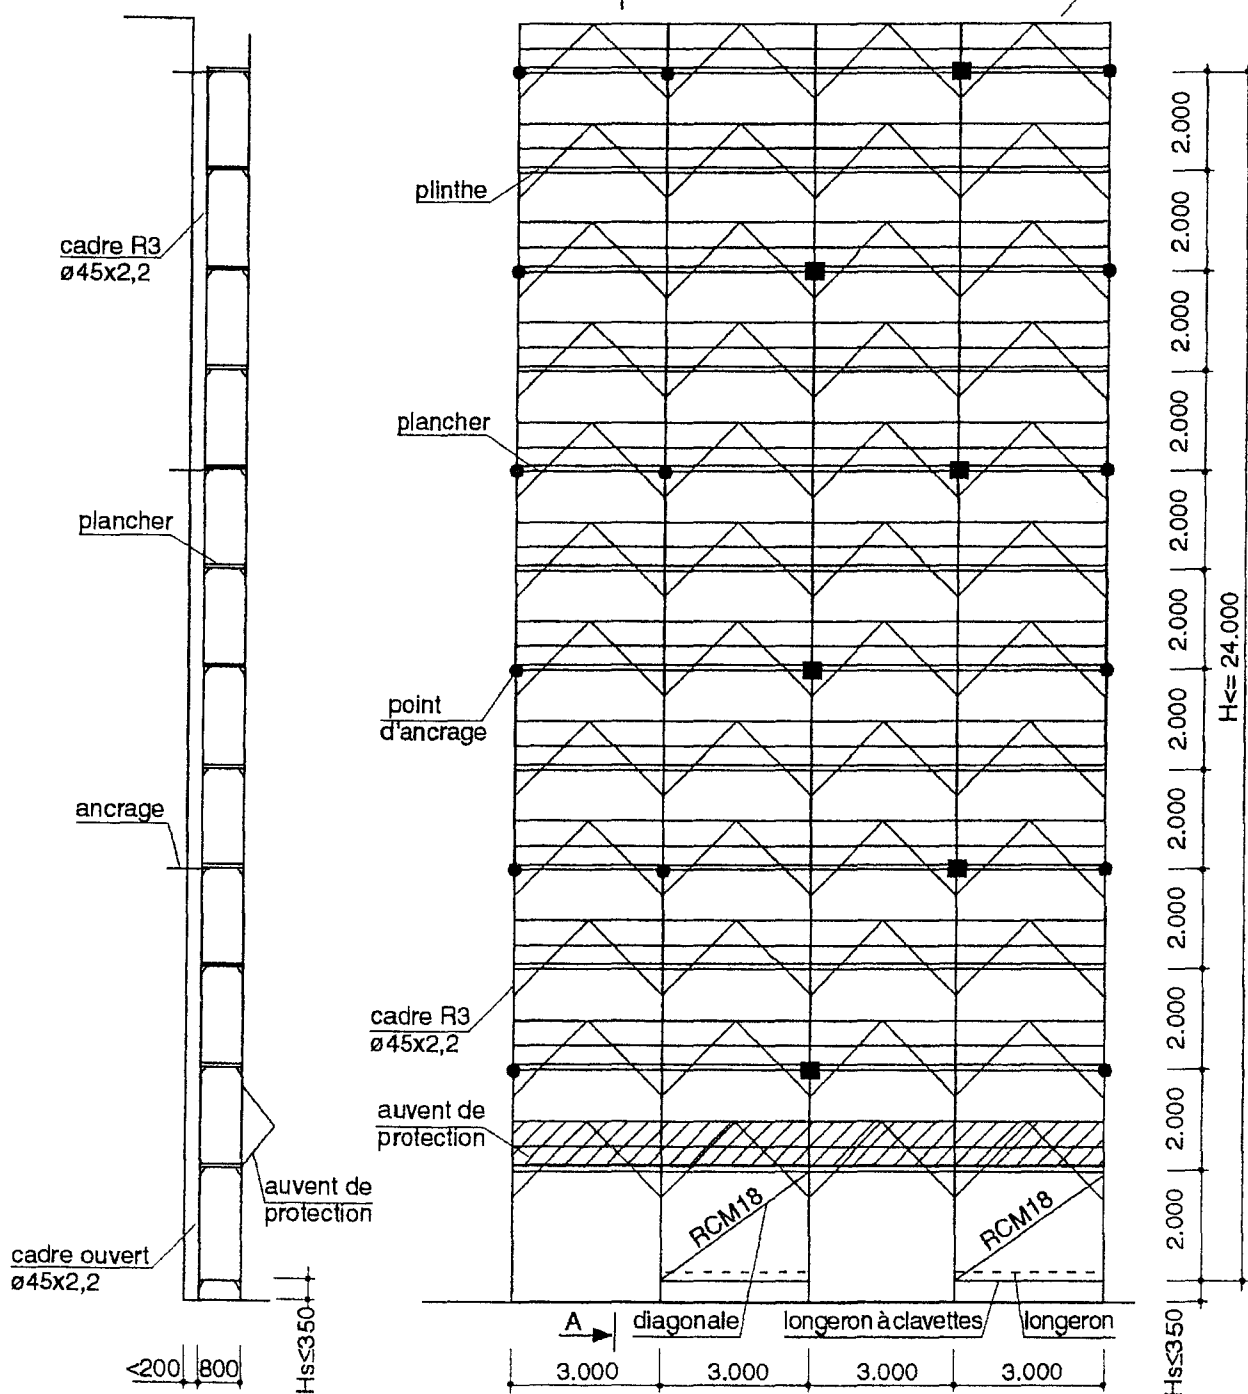 plinthe
cadre R3
ø45x2,2
plancher
plancher
point
d'ancrage
ancrage
cadre R3
ø45x2,2
auvent de
protection
auvent de
protection
cadre ouvert
ø45x2,2
RCM18
RCM18
A
diagonale
longeron à clavettes
longeron
<200
800
Hs≤350
3.000
3.000
3.000
3.000
2.000
2.000
2.000
2.000
2.000
2.000
2.000
2.000
2.000
2.000
2.000
2.000
H<= 24.000
Hs≤350